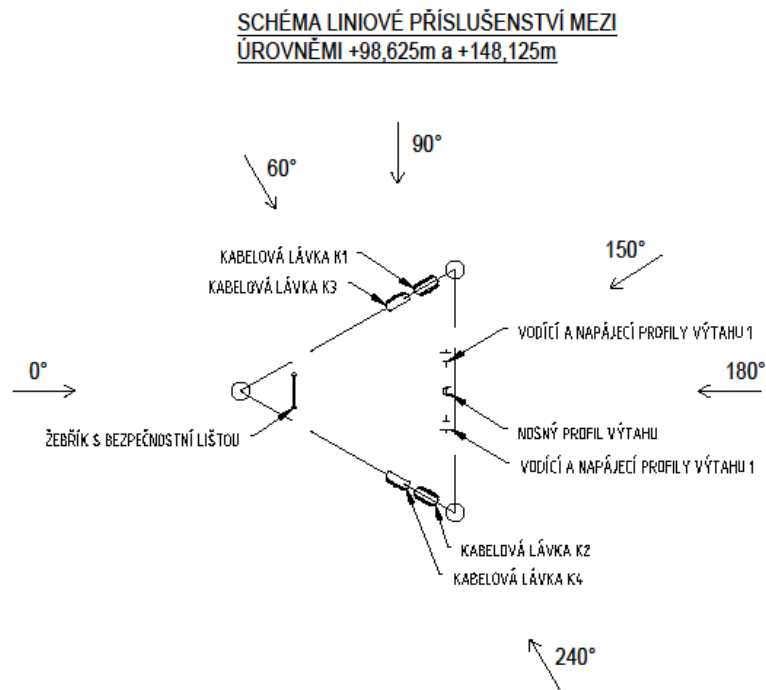 SCHÉMA LINIOVÉ PŘÍSLUŠENSTVÍ MEZI
ÚROVNĚMI +98,625m a +148,125m
90°
60°
150°
KABELOVÁ LÁVKA K1
KABELOVÁ LÁVKA K3
VODÍCÍ A NAPÁJECÍ PROFILY VÝTAHU 1
0°
180°
ŽEBŘÍK S BEZPEČNOSTNÍ LIŠTOU
NOSNÝ PROFIL VÝTAHU
VODÍCÍ A NAPÁJECÍ PROFILY VÝTAHU 1
KABELOVÁ LÁVKA K2
KABELOVÁ LÁVKA K4
240°